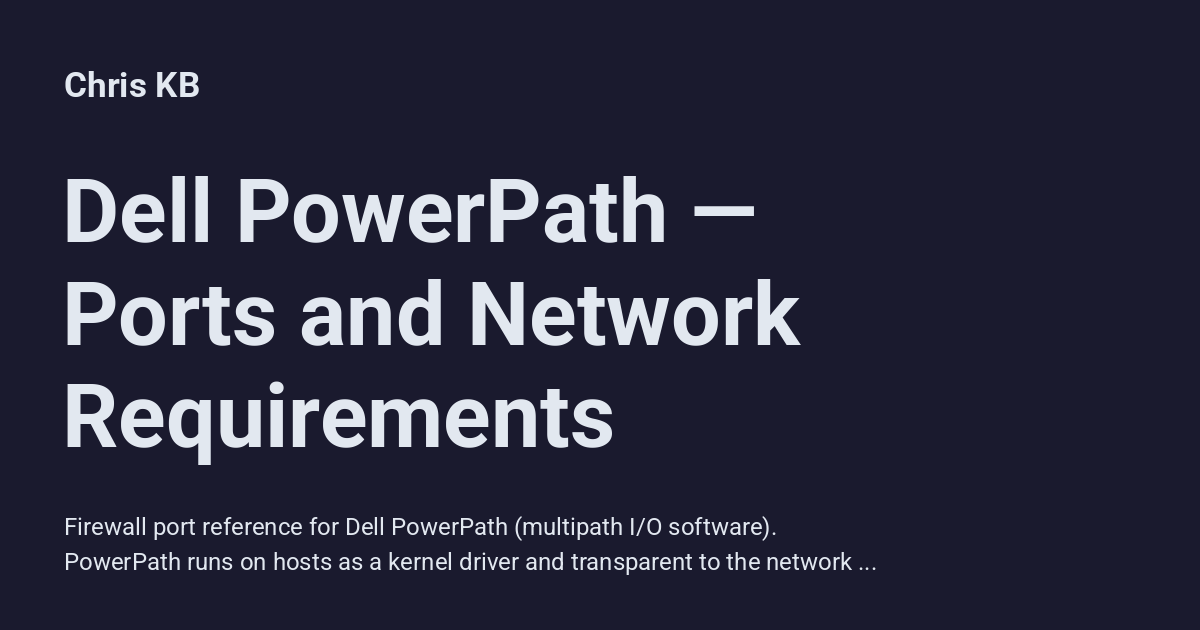 Chris KB
Dell PowerPath —
Ports and Network
Requirements
Firewall port reference for Dell PowerPath (multipath I/O software).
PowerPath runs on hosts as a kernel driver and transparent to the network ...